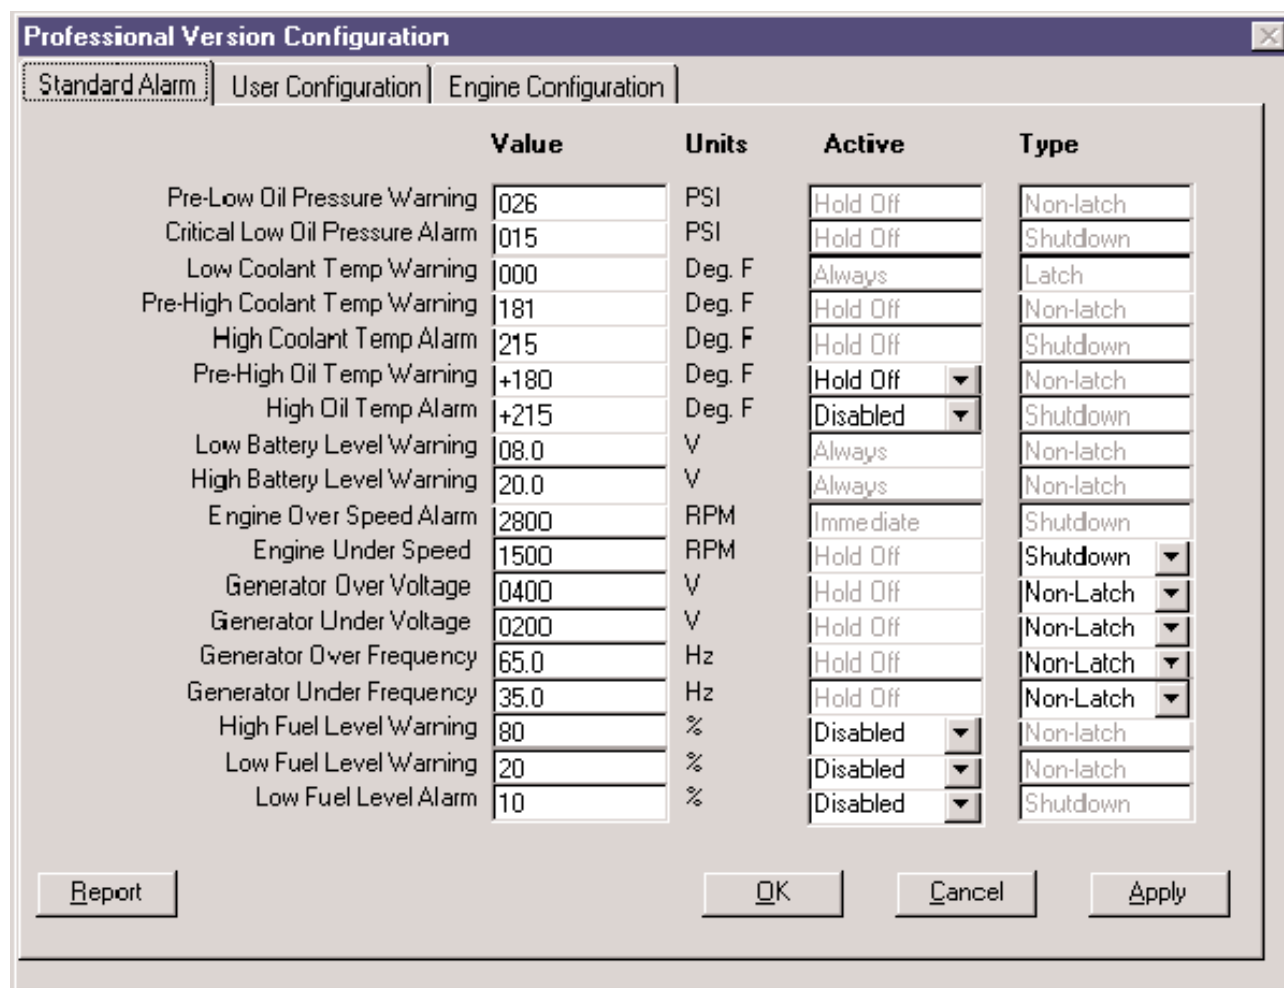 Professional Version Configuration
Standard Alarm User Configuration Engine Configuration
Value Units Active Type
Pre-Low Oil Pressure Warning 026 PSI Hold Off Non-latch
Critical Low Oil Pressure Alarm 015 PSI Hold Off Shutdown
Low Coolant Temp Warning 000 Deg. F Always Latch
Pre-High Coolant Temp Warning 181 Deg. F Hold Off Non-latch
High Coolant Temp Alarm 215 Deg. F Hold Off Shutdown
Pre-High Oil Temp Warning +180 Deg. F Hold Off Non-latch
High Oil Temp Alarm +215 Deg. F Disabled Shutdown
Low Battery Level Warning 08.0 V Always Non-latch
High Battery Level Warning 20.0 V Always Non-latch
Engine Over Speed Alarm 2800 RPM Immediate Shutdown
Engine Under Speed 1500 RPM Hold Off Shutdown
Generator Over Voltage 0400 V Hold Off Non-Latch
Generator Under Voltage 0200 V Hold Off Non-Latch
Generator Over Frequency 65.0 Hz Hold Off Non-Latch
Generator Under Frequency 35.0 Hz Hold Off Non-Latch
High Fuel Level Warning 80 % Disabled Non-latch
Low Fuel Level Warning 20 % Disabled Non-latch
Low Fuel Level Alarm 10 % Disabled Shutdown
Report OK Cancel Apply